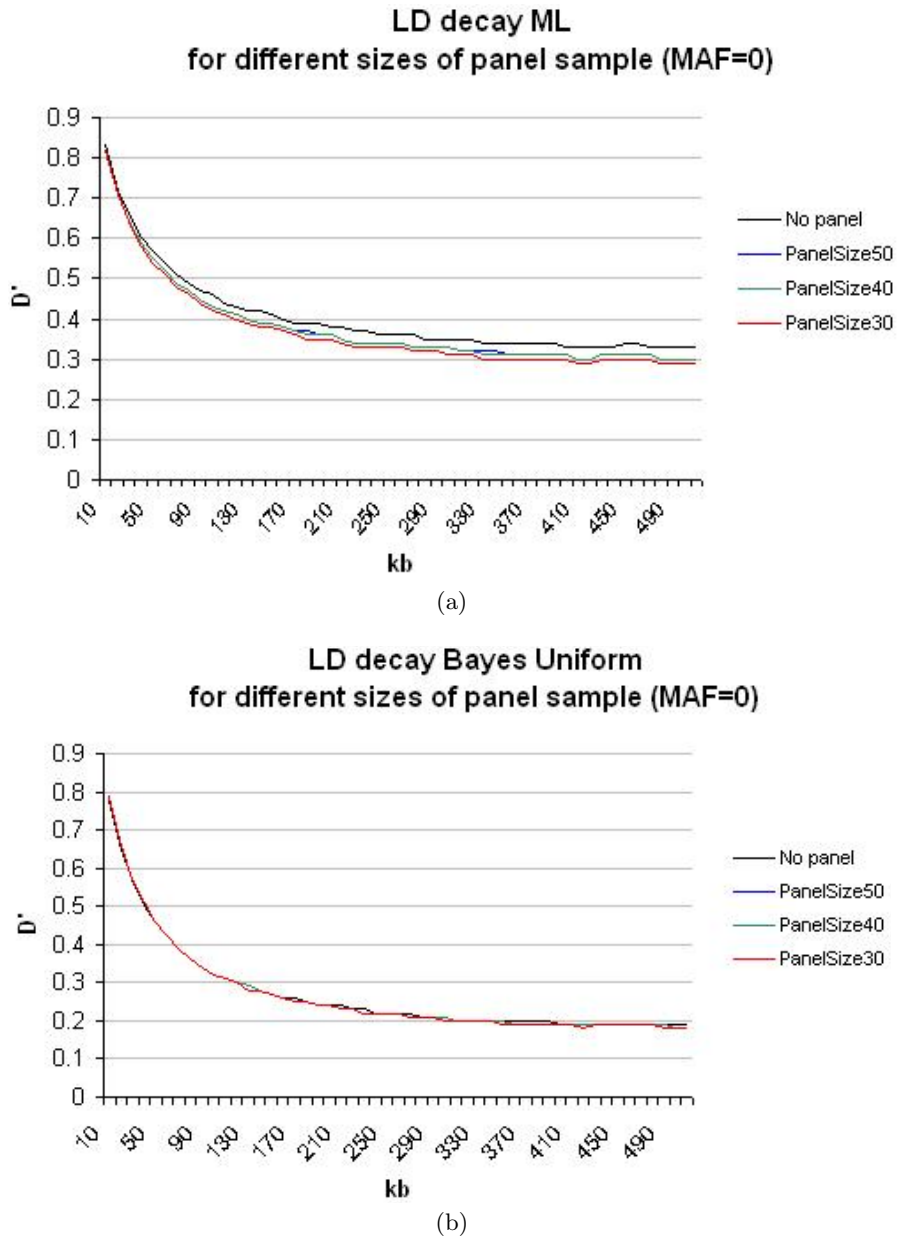 LD decay ML
for different sizes of panel sample (MAF=0)
0.9
0.8
0.7
0.6
0.5
0.4
0.3
0.2
0.1
0
D'
10
50
90
130
170
210
250
290
330
370
410
450
490
kb
No panel
PanelSize50
PanelSize40
PanelSize30
(a)
LD decay Bayes Uniform
for different sizes of panel sample (MAF=0)
0.9
0.8
0.7
0.6
0.5
0.4
0.3
0.2
0.1
0
D'
10
50
90
130
170
210
250
290
330
370
410
450
490
kb
No panel
PanelSize50
PanelSize40
PanelSize30
(b)